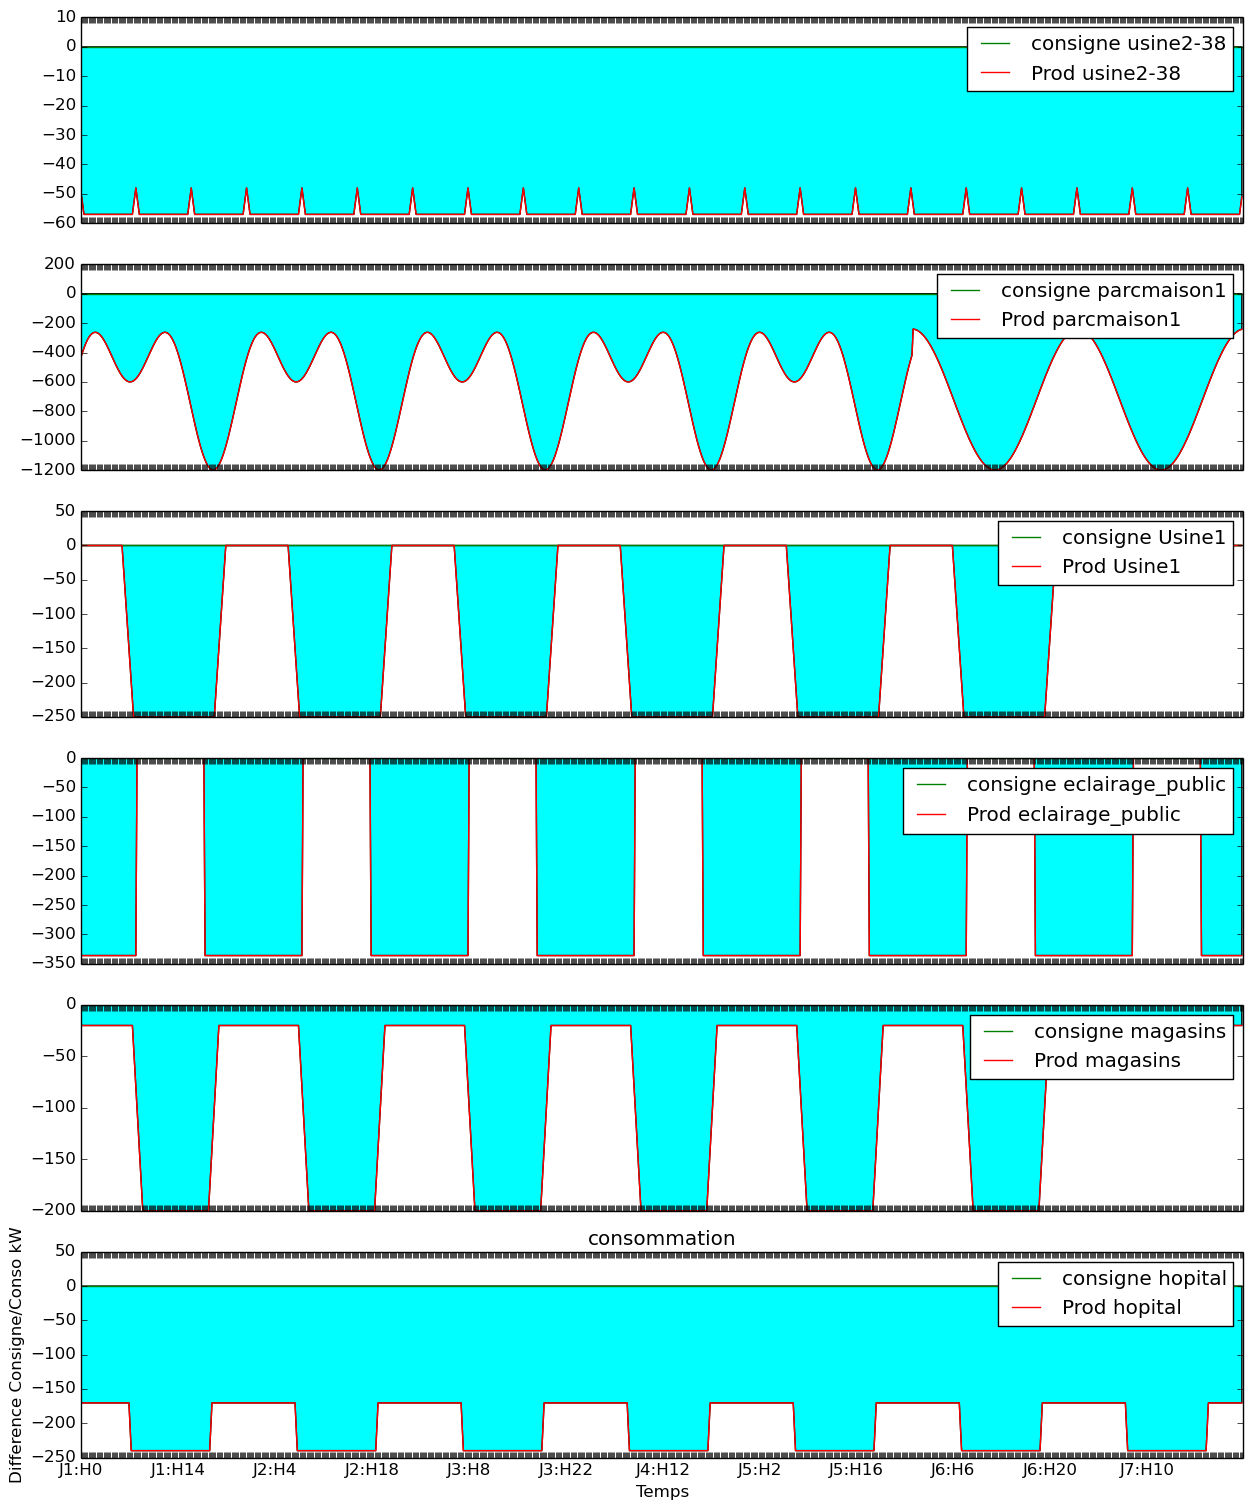 10
0
−10
−20
−30
−40
−50
−60
consigne usine2-38
Prod usine2-38
200
0
−200
−400
−600
−800
−1000
−1200
consigne parcmaison1
Prod parcmaison1
50
0
−50
−100
−150
−200
−250
consigne Usine1
Prod Usine1
0
−50
−100
−150
−200
−250
−300
−350
consigne eclairage_public
Prod eclairage_public
0
−50
−100
−150
−200
consigne magasins
Prod magasins
consommation
50
0
−50
−100
−150
−200
−250
consigne hopital
Prod hopital
Difference Consigne/Conso kW
J1:H0 J1:H14 J2:H4 J2:H18 J3:H8 J3:H22 J4:H12 J5:H2 J5:H16 J6:H6 J6:H20 J7:H10
Temps